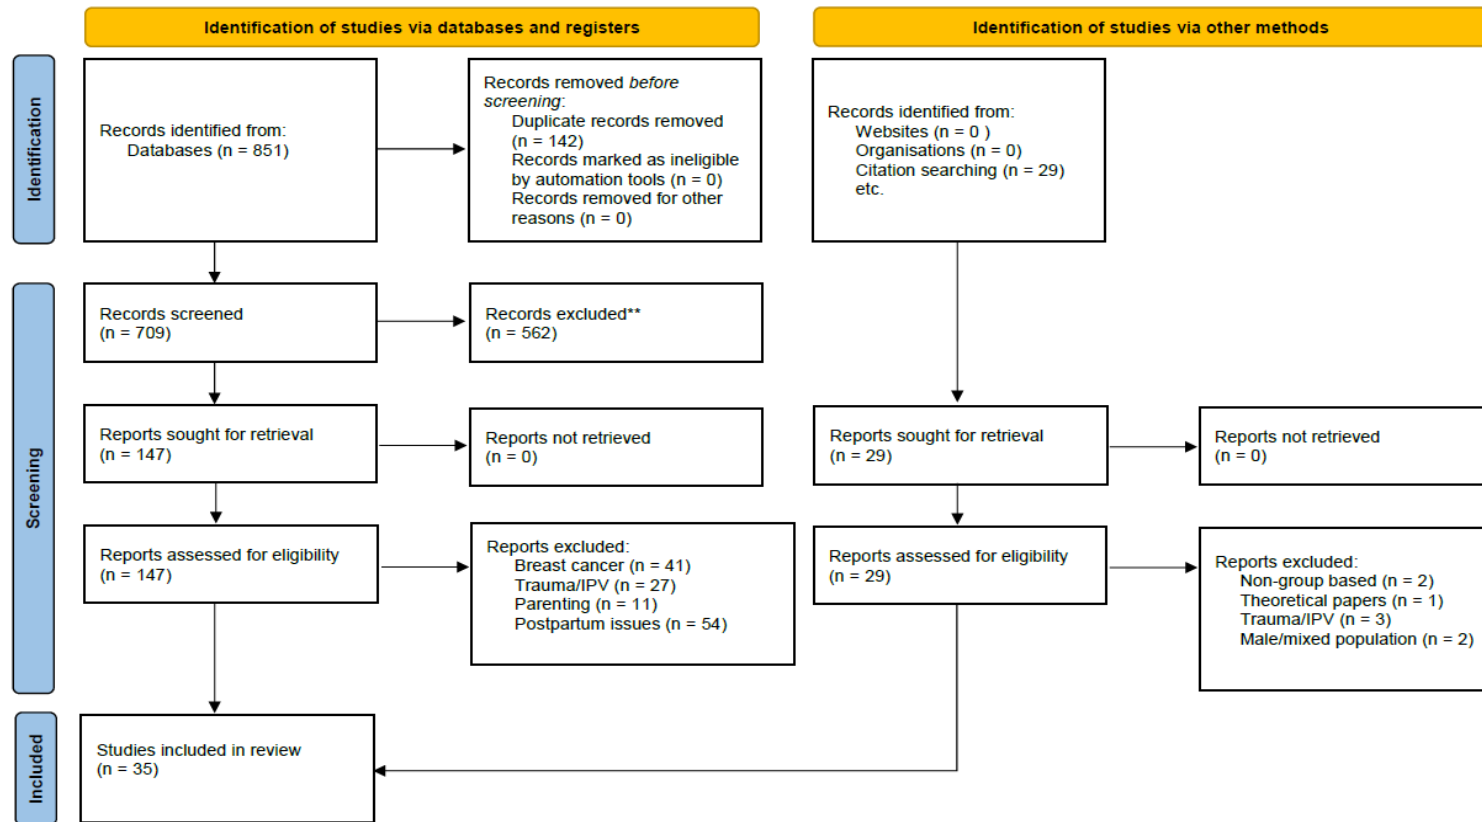 Identification of studies via databases and registers
Identification of studies via other methods
Identification
Records identified from:
Databases (n = 851)
Records removed before
screening:
Duplicate records removed
(n = 142)
Records marked as ineligible
by automation tools (n = 0)
Records removed for other
reasons (n = 0)
Records identified from:
Websites (n = 0 )
Organisations (n = 0)
Citation searching (n = 29)
etc.
Screening
Records screened
(n = 709)
Records excluded**
(n = 562)
Reports sought for retrieval
(n = 147)
Reports not retrieved
(n = 0)
Reports sought for retrieval
(n = 29)
Reports not retrieved
(n = 0)
Reports assessed for eligibility
(n = 147)
Reports excluded:
Breast cancer (n = 41)
Trauma/IPV (n = 27)
Parenting (n = 11)
Postpartum issues (n = 54)
Reports assessed for eligibility
(n = 29)
Reports excluded:
Non-group based (n = 2)
Theoretical papers (n = 1)
Trauma/IPV (n = 3)
Male/mixed population (n = 2)
Included
Studies included in review
(n = 35)